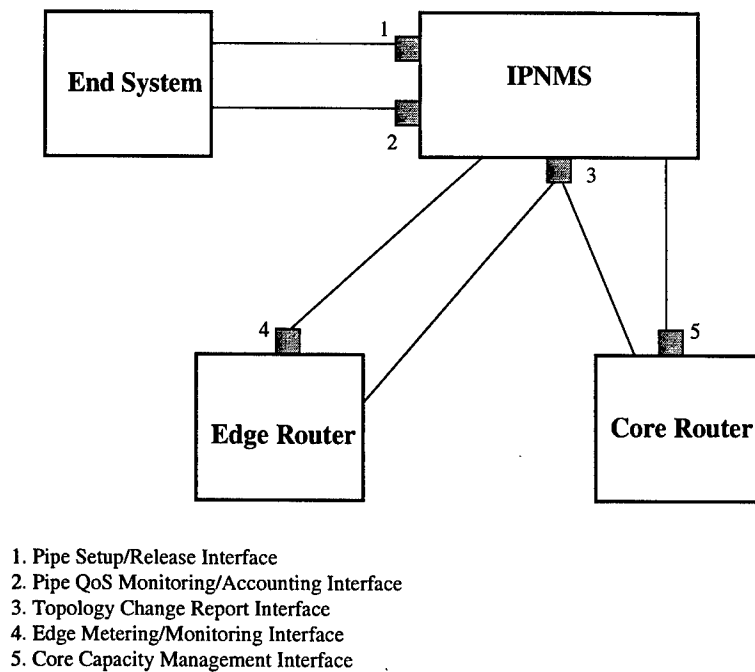 1
End System
IPNMS
2
3
4
5
Edge Router
Core Router
1. Pipe Setup/Release Interface
2. Pipe QoS Monitoring/Accounting Interface
3. Topology Change Report Interface
4. Edge Metering/Monitoring Interface
5. Core Capacity Management Interface